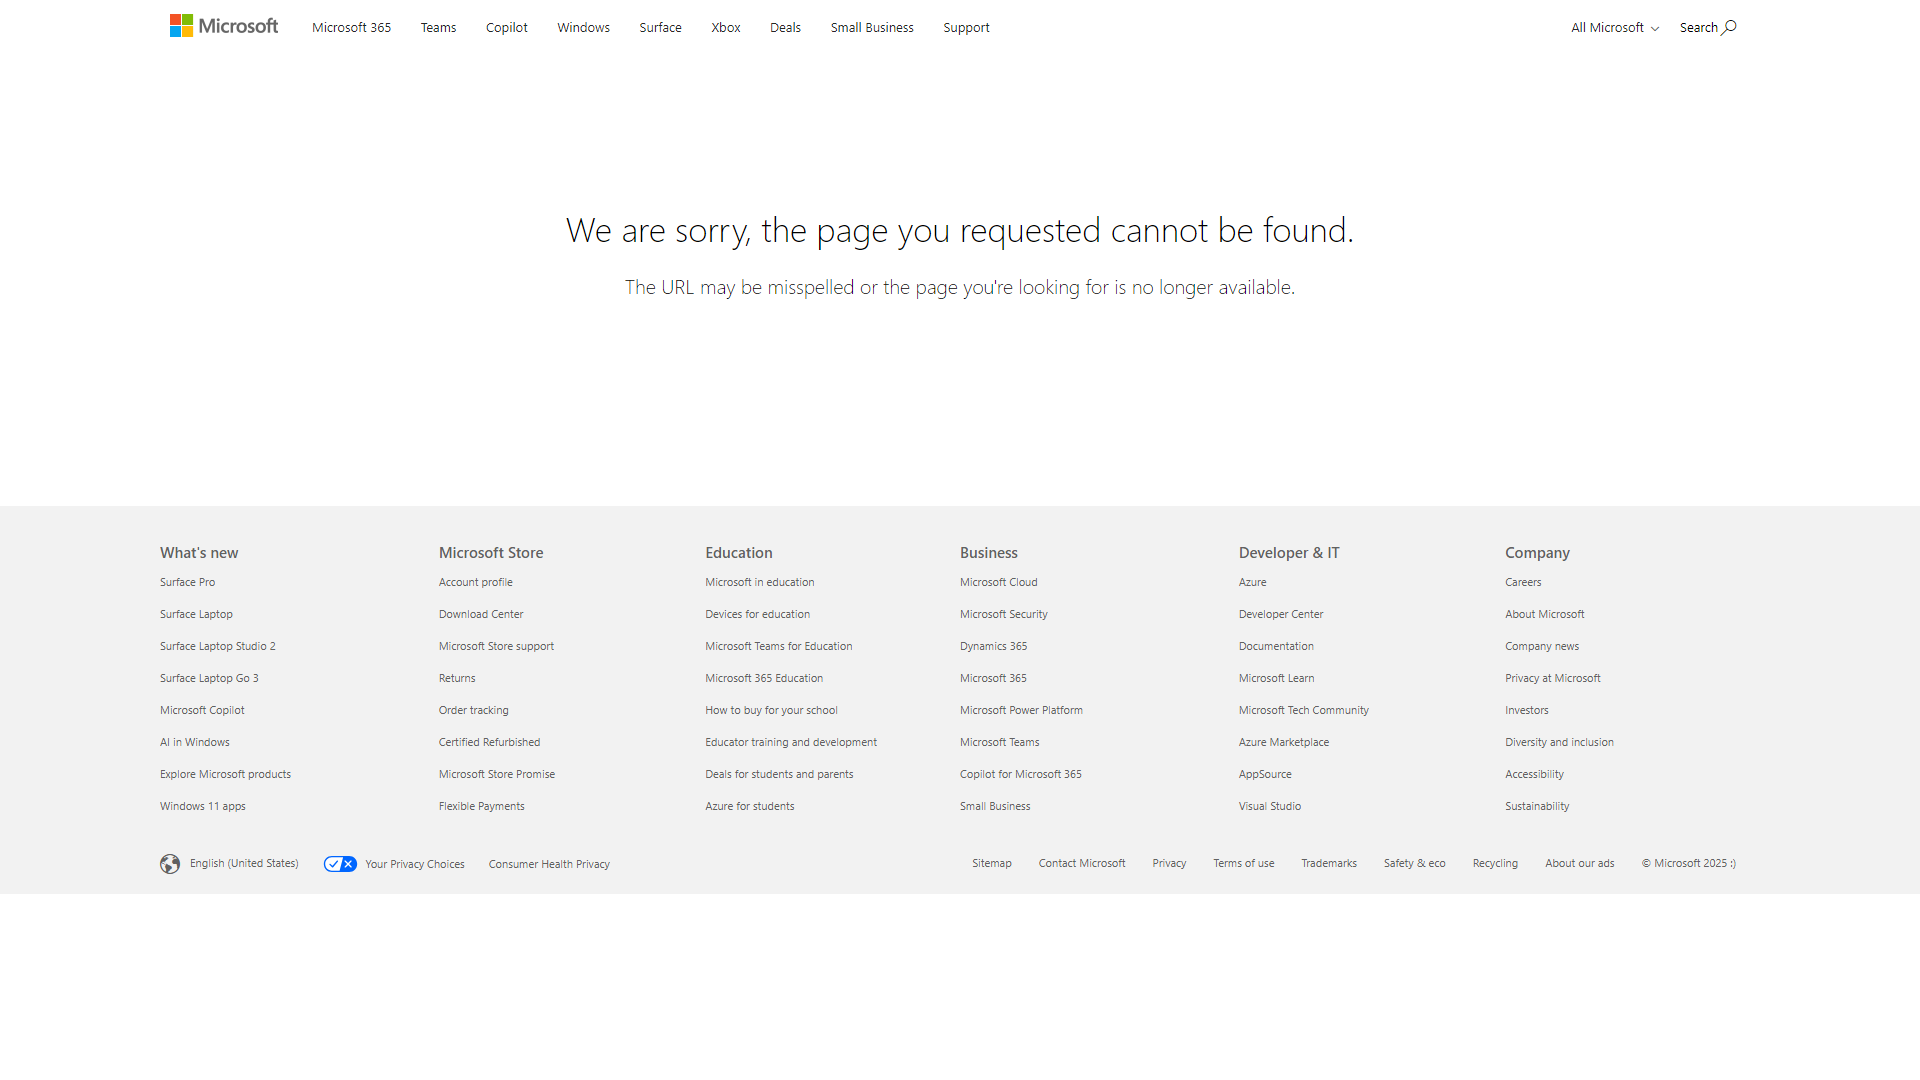 Microsoft Microsoft 365 Teams Copilot Windows Surface Xbox Deals Small Business Support All Microsoft Search
We are sorry, the page you requested cannot be found.
The URL may be misspelled or the page you're looking for is no longer available.
What's new
Surface Pro
Surface Laptop
Surface Laptop Studio 2
Surface Laptop Go 3
Microsoft Copilot
AI in Windows
Explore Microsoft products
Windows 11 apps
Microsoft Store
Account profile
Download Center
Microsoft Store support
Returns
Order tracking
Certified Refurbished
Microsoft Store Promise
Flexible Payments
Education
Microsoft in education
Devices for education
Microsoft Teams for Education
Microsoft 365 Education
How to buy for your school
Educator training and development
Deals for students and parents
Azure for students
Business
Microsoft Cloud
Microsoft Security
Dynamics 365
Microsoft 365
Microsoft Power Platform
Microsoft Teams
Copilot for Microsoft 365
Small Business
Developer & IT
Azure
Developer Center
Documentation
Microsoft Learn
Microsoft Tech Community
Azure Marketplace
AppSource
Visual Studio
Company
Careers
About Microsoft
Company news
Privacy at Microsoft
Investors
Diversity and inclusion
Accessibility
Sustainability
English (United States) Your Privacy Choices Consumer Health Privacy Sitemap Contact Microsoft Privacy Terms of use Trademarks Safety & eco Recycling About our ads © Microsoft 2025 :)